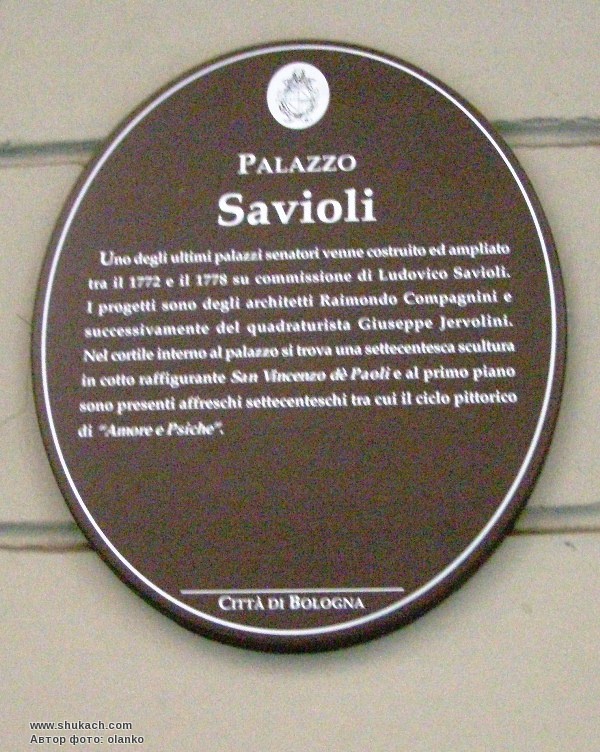 PALAZZO
Savioli
Uno degli ultimi palazzi senatori venne costruito ed ampliato
tra il 1772 e il 1778 su commissione di Ludovico Savioli.
I progetti sono degli architetti Raimondo Compagnini e
successivamente del quadraturista Giuseppe Jervolini.
Nel cortile interno al palazzo si trova una settecentesca scultura
in cotto raffigurante San Vincenzo dè Paoli e al primo piano
sono presenti affreschi settecenteschi tra cui il ciclo pittorico
di "Amore e Psiche".
CITTÀ DI BOLOGNA
www.shukach.com
Автор фото: olanko